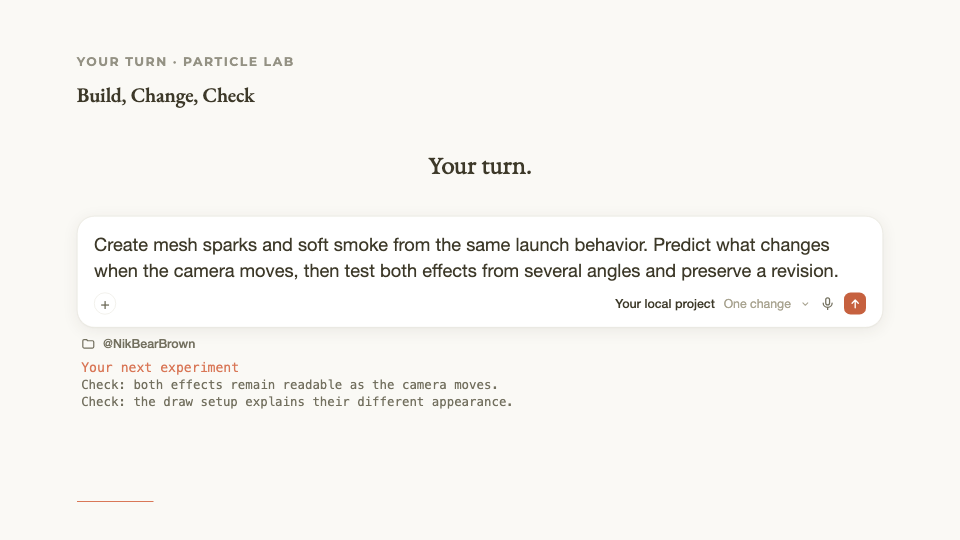 YOUR TURN · PARTICLE LAB
Build, Change, Check
Your turn.
Create mesh sparks and soft smoke from the same launch behavior. Predict what changes
when the camera moves, then test both effects from several angles and preserve a revision.
+
Your local project One change
@NikBearBrown
Your next experiment
Check: both effects remain readable as the camera moves.
Check: the draw setup explains their different appearance.